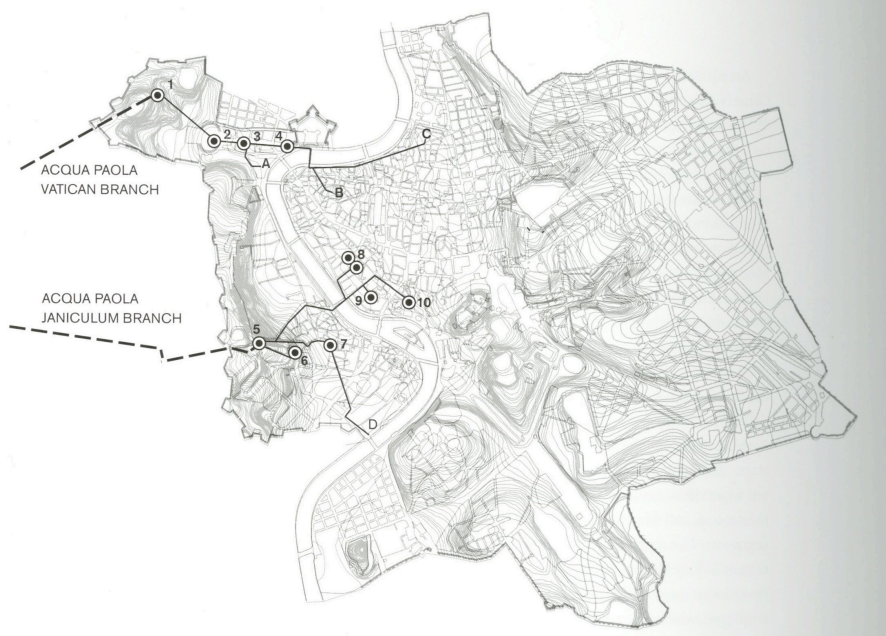 1
2
3
4
A
B
C
ACQUA PAOLA
VATICAN BRANCH
8
9
10
ACQUA PAOLA
JANICULUM BRANCH
5
6
7
D